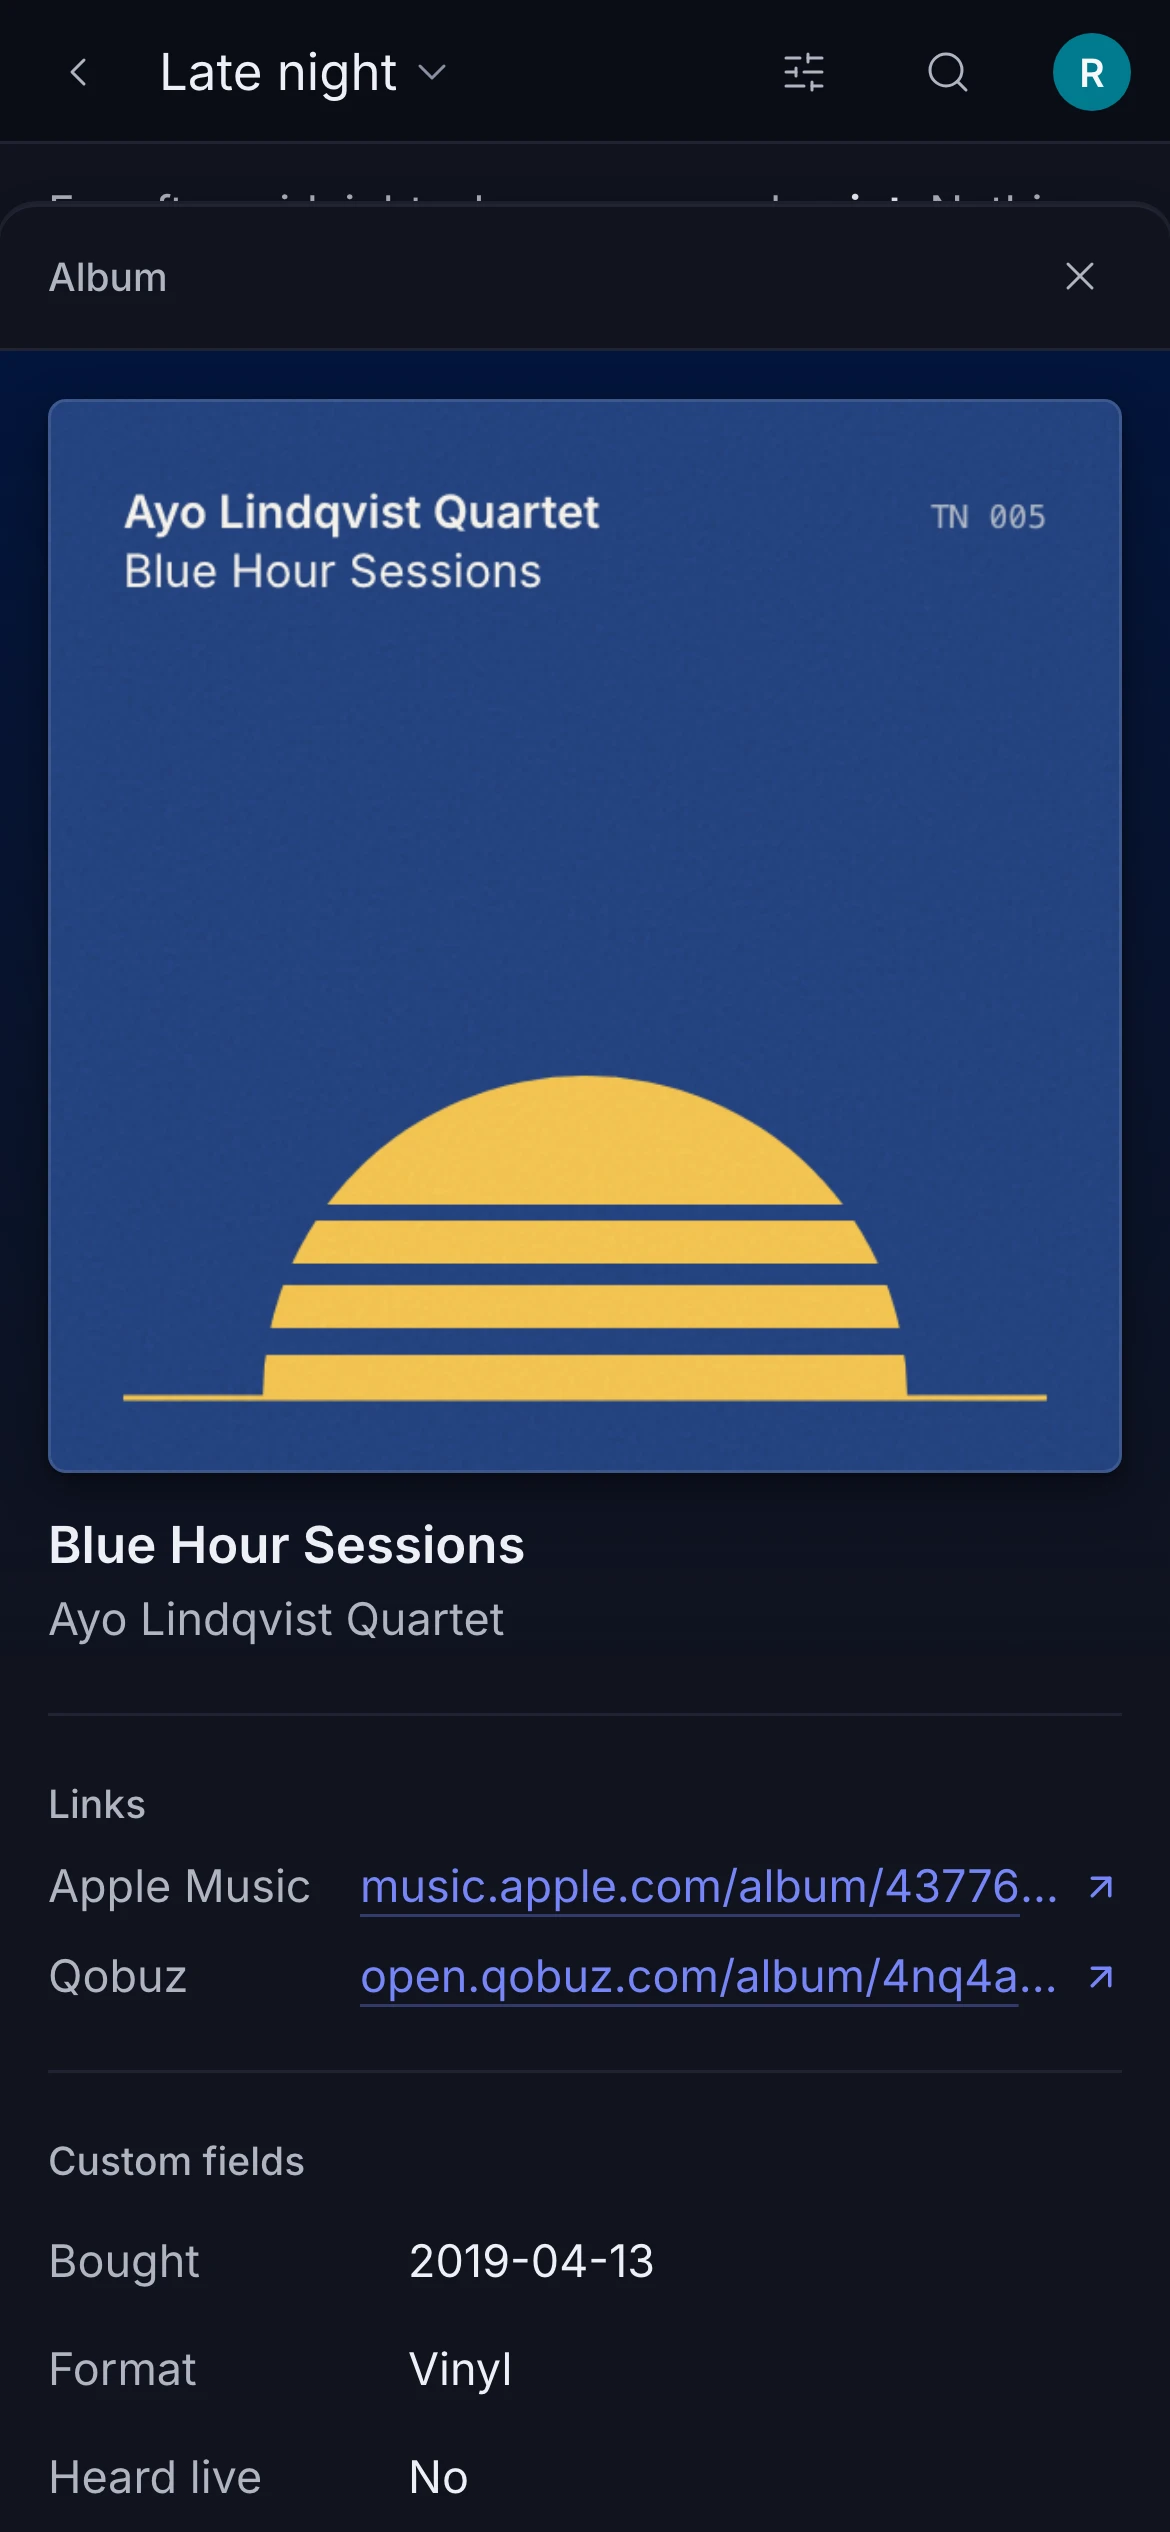 Late night
R
Album
Ayo Lindqvist Quartet
TN 005
Blue Hour Sessions
Blue Hour Sessions
Ayo Lindqvist Quartet
Links
Apple Music music.apple.com/album/43776...
Qobuz open.qobuz.com/album/4nq4a...
Custom fields
Bought 2019-04-13
Format Vinyl
Heard live No